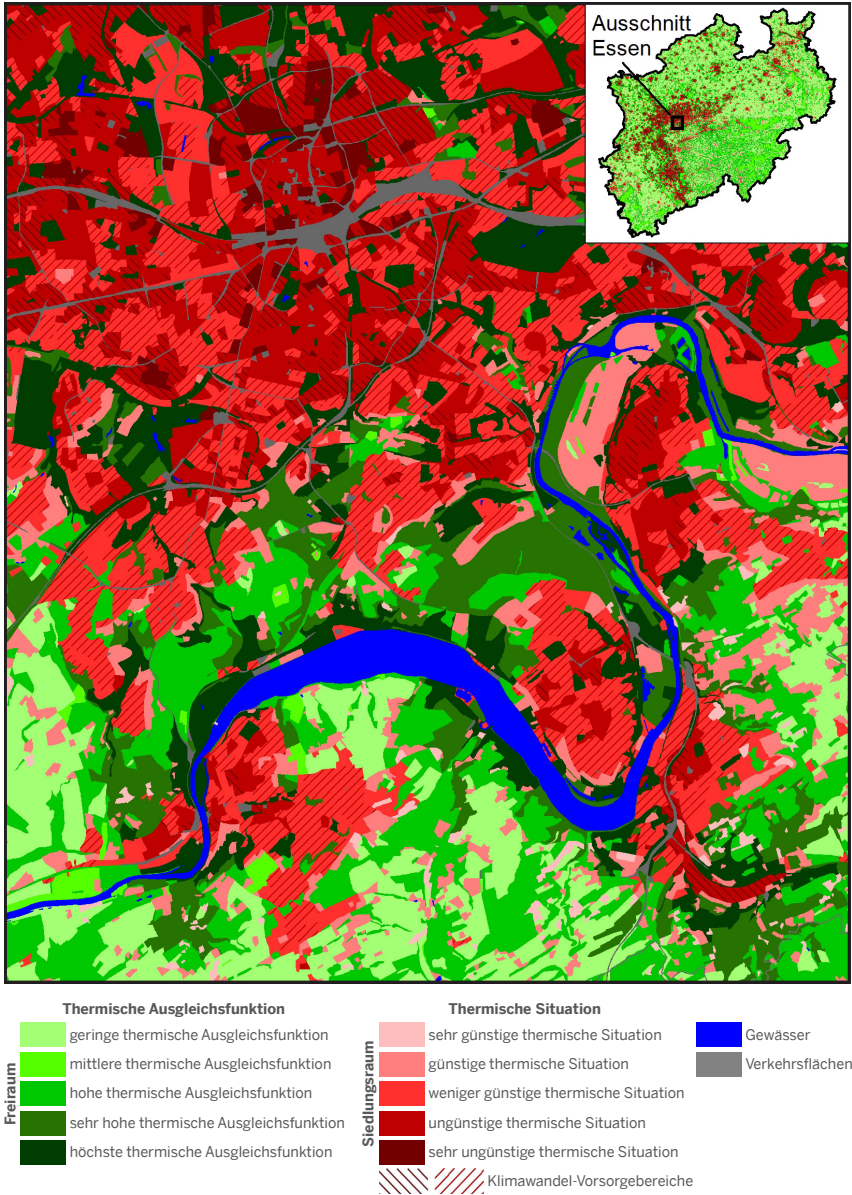 Ausschnitt
Essen
Thermische Ausgleichsfunktion
Freiraum
geringe thermische Ausgleichsfunktion
mittlere thermische Ausgleichsfunktion
hohe thermische Ausgleichsfunktion
sehr hohe thermische Ausgleichsfunktion
höchste thermische Ausgleichsfunktion
Thermische Situation
Siedlungsraum
sehr günstige thermische Situation
günstige thermische Situation
weniger günstige thermische Situation
ungünstige thermische Situation
sehr ungünstige thermische Situation
Klimawandel-Vorsorgebereiche
Gewässer
Verkehrsflächen